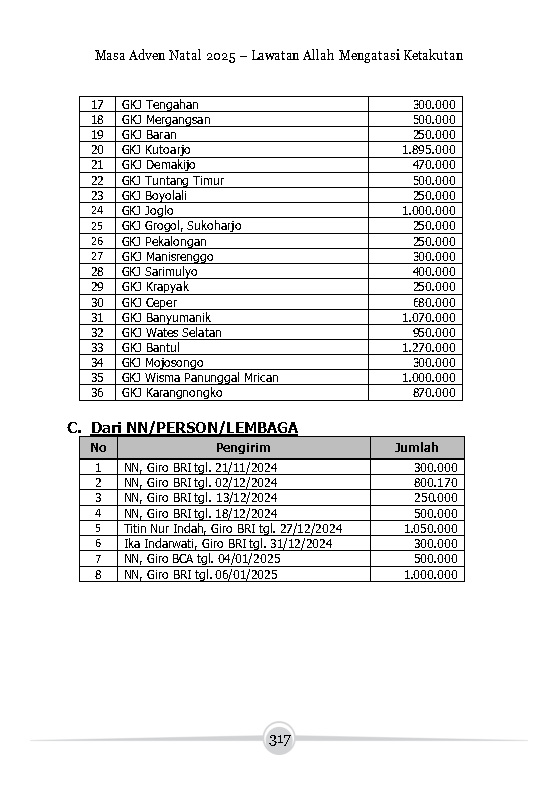 Masa Adven Natal 2025 – Lawatan Allah Mengatasi Ketakutan
17 GKJ Tengahan 300.000
18 GKJ Mergangsan 500.000
19 GKJ Baran 250.000
20 GKJ Kutoarjo 1.895.000
21 GKJ Demakijo 470.000
22 GKJ Tuntang Timur 500.000
23 GKJ Boyolali 250.000
24 GKJ Joglo 1.000.000
25 GKJ Grogol, Sukoharjo 250.000
26 GKJ Pekalongan 250.000
27 GKJ Manisrenggo 300.000
28 GKJ Sarimulyo 400.000
29 GKJ Krapyak 250.000
30 GKJ Ceper 680.000
31 GKJ Banyumanik 1.070.000
32 GKJ Wates Selatan 950.000
33 GKJ Bantul 1.270.000
34 GKJ Mojosongo 300.000
35 GKJ Wisma Panunggal Mrican 1.000.000
36 GKJ Karangnongko 870.000
C. Dari NN/PERSON/LEMBAGA
No Pengirim Jumlah
1 NN, Giro BRI tgl. 21/11/2024 300.000
2 NN, Giro BRI tgl. 02/12/2024 800.170
3 NN, Giro BRI tgl. 13/12/2024 250.000
4 NN, Giro BRI tgl. 18/12/2024 500.000
5 Titin Nur Indah, Giro BRI tgl. 27/12/2024 1.050.000
6 Ika Indarwati, Giro BRI tgl. 31/12/2024 300.000
7 NN, Giro BCA tgl. 04/01/2025 500.000
8 NN, Giro BRI tgl. 06/01/2025 1.000.000
317